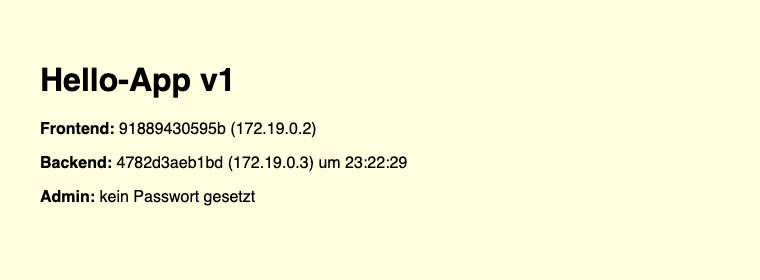 Hello-App v1
Frontend: 91889430595b (172.19.0.2)
Backend: 4782d3aeb1bd (172.19.0.3) um 23:22:29
Admin: kein Passwort gesetzt